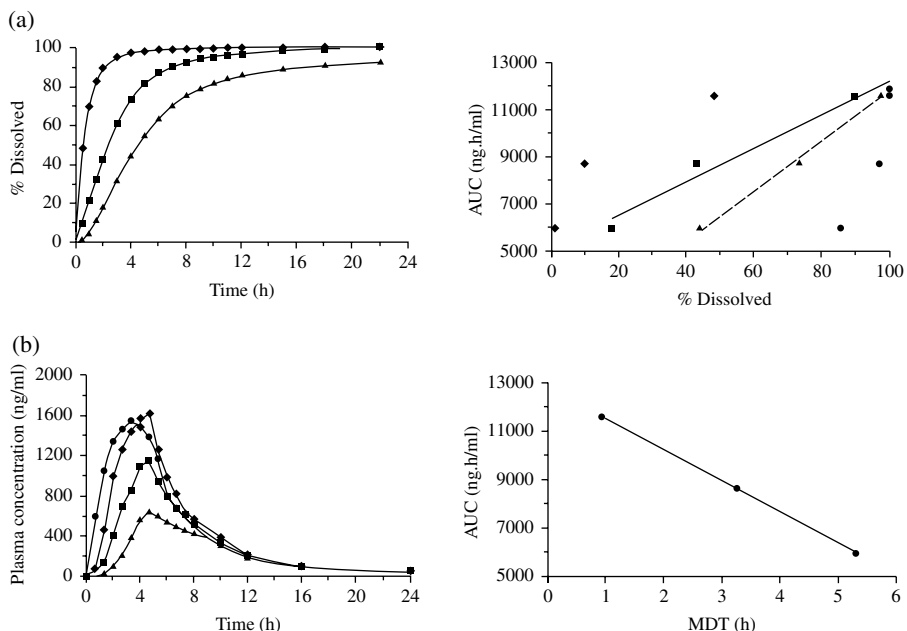 (a)
100
80
60
40
20
0
% Dissolved
0 4 8 12 16 20 24
Time (h)
13000
11000
9000
7000
5000
AUC (ng.h/ml)
0 20 40 60 80 100
% Dissolved
(b)
2000
1600
1200
800
400
0
Plasma concentration (ng/ml)
0 4 8 12 16 20 24
Time (h)
13000
11000
9000
7000
5000
AUC (ng.h/ml)
0 1 2 3 4 5 6
MDT (h)